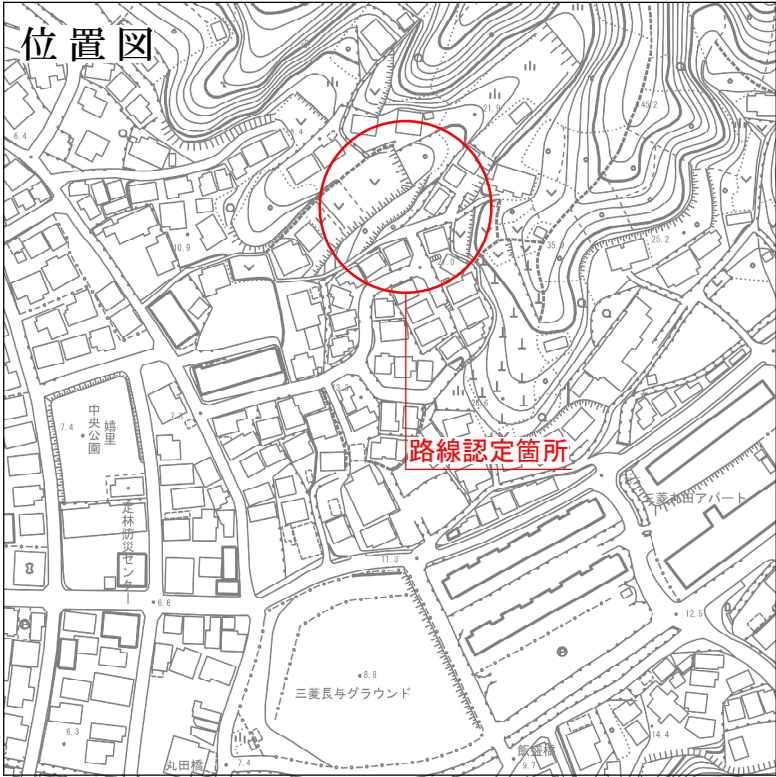 位置図
6.4
21.9
45.2
10.9
35.9
25.2
路線認定箇所
7.4
嬉里
中央公園
三菱丸田アパート
定林防災センター
11.3
6.6
12.5
8.8
三菱長与グラウンド
6.3
丸田橋
7.4
飯盛橋
9.7
14.4